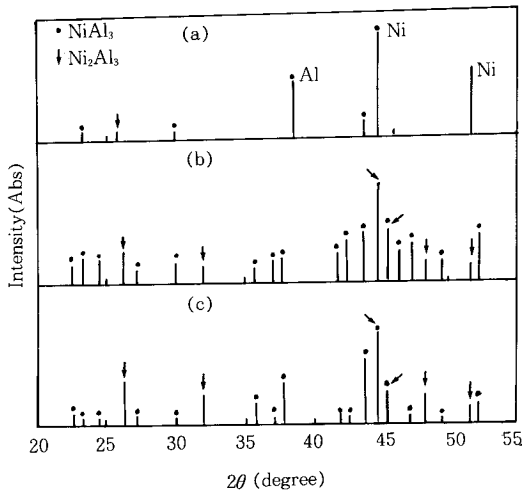 • NiAl₃
(a)
Ni
↓ Ni₂Al₃
Al
Ni
(b)
Intensity(Abs)
(c)
20 25 30 35 40 45 50 55
2θ (degree)